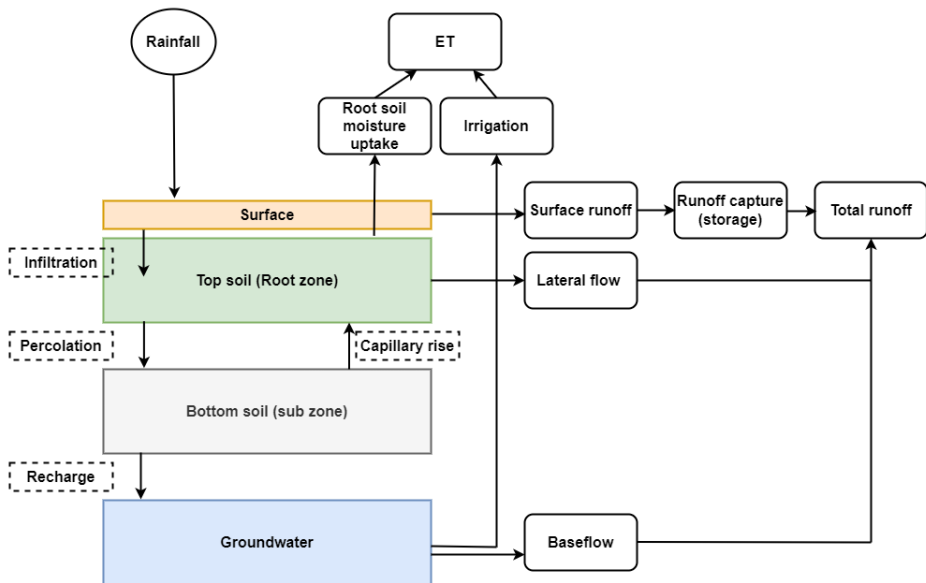 Rainfall
ET
Root soil
moisture
uptake
Irrigation
Surface
Surface runoff
Runoff capture
(storage)
Total runoff
Infiltration
Top soil (Root zone)
Lateral flow
Percolation
Capillary rise
Bottom soil (sub zone)
Recharge
Groundwater
Baseflow